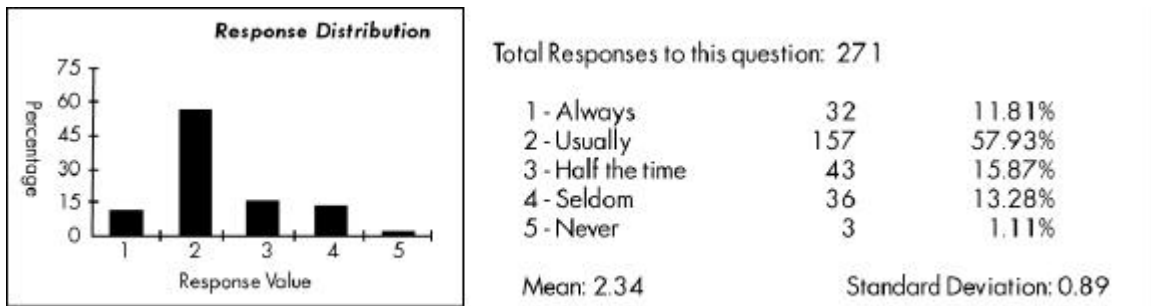 Response Distribution
75
60
45
30
15
0
Percentage
1 2 3 4 5
Response Value
Total Responses to this question: 271
1 - Always 32 11.81%
2 - Usually 157 57.93%
3 - Half the time 43 15.87%
4 - Seldom 36 13.28%
5 - Never 3 1.11%
Mean: 2.34 Standard Deviation: 0.89